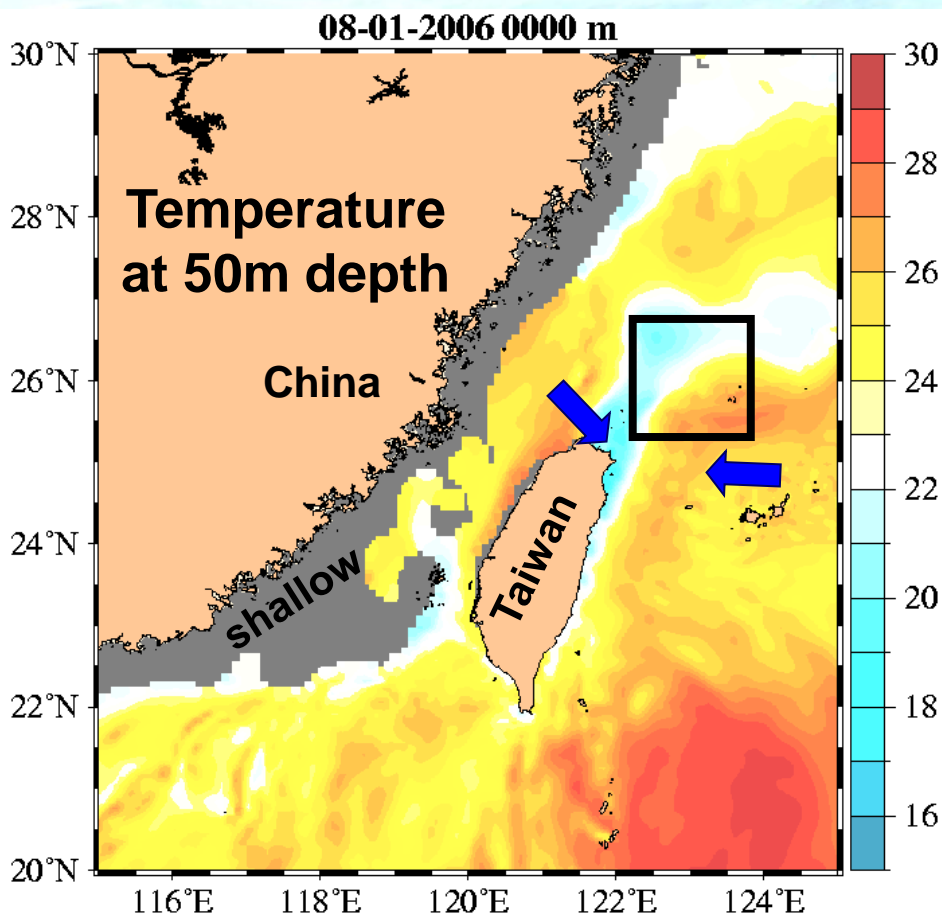 08-01-2006 0000 m
30°N
28°N
26°N
24°N
22°N
20°N
Temperature
at 50m depth
China
shallow
Taiwan
116°E
118°E
120°E
122°E
124°E
30
28
26
24
22
20
18
16